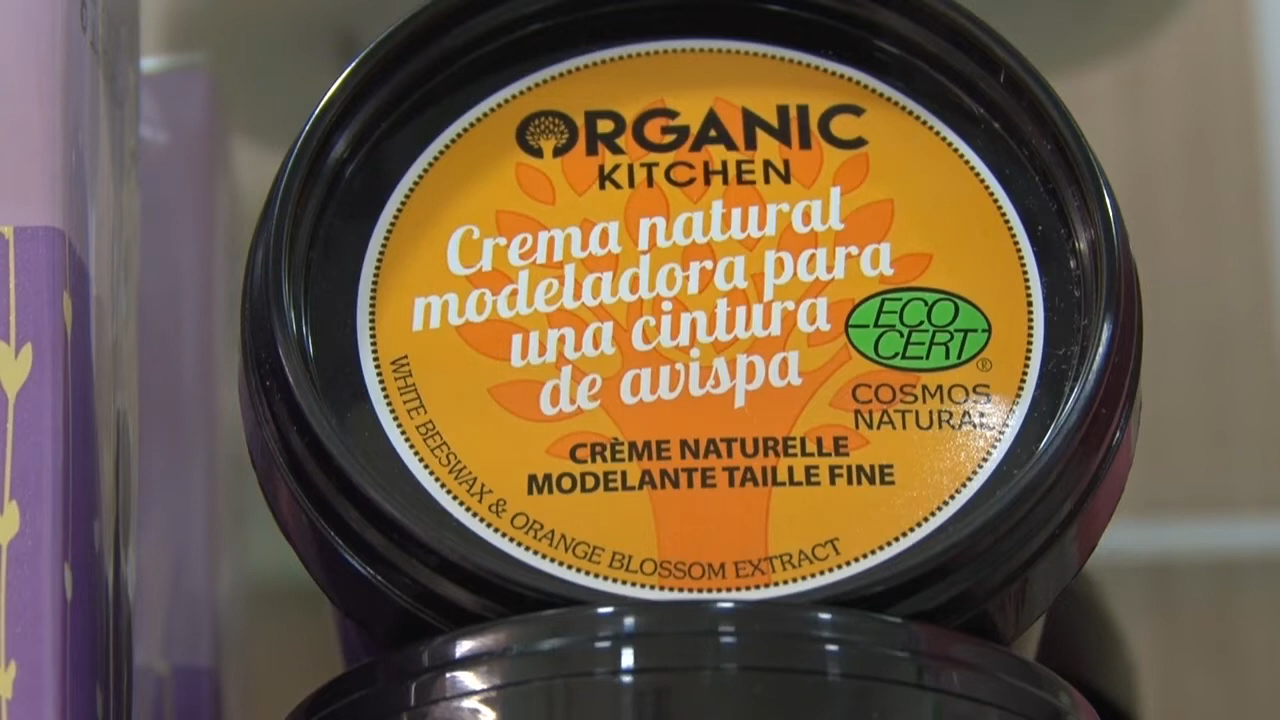 ORGANIC
KITCHEN
Crema natural
modeladora para
una cintura
de avispa
ECO
CERT
®
COSMOS
NATURAL
CRÈME NATURELLE
MODELANTE TAILLE FINE
WHITE BEESWAX & ORANGE BLOSSOM EXTRACT